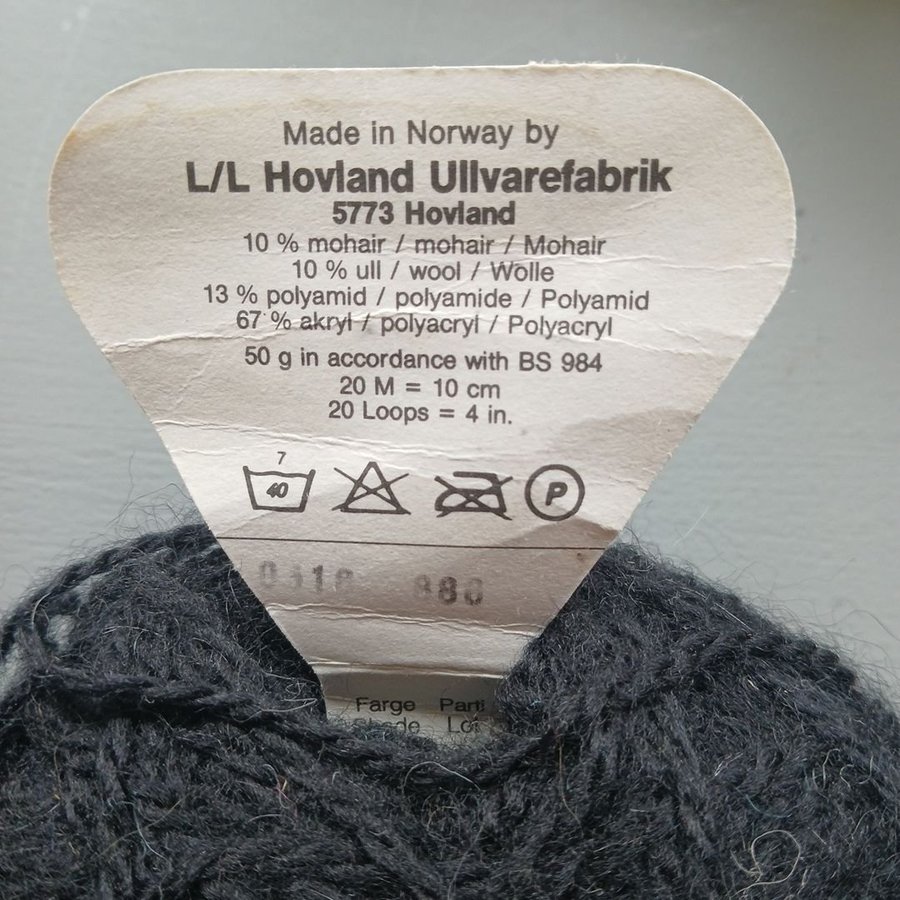 Made in Norway by
L/L Hovland Ullvarefabrik
5773 Hovland
10 % mohair / mohair / Mohair
10 % ull / wool / Wolle
13 % polyamid / polyamide / Polyamid
67 % akryl / polyacryl / Polyacryl
50 g in accordance with BS 984
20 M = 10 cm
20 Loops = 4 in.
7
40
P
Farge Parti
Shade Lot